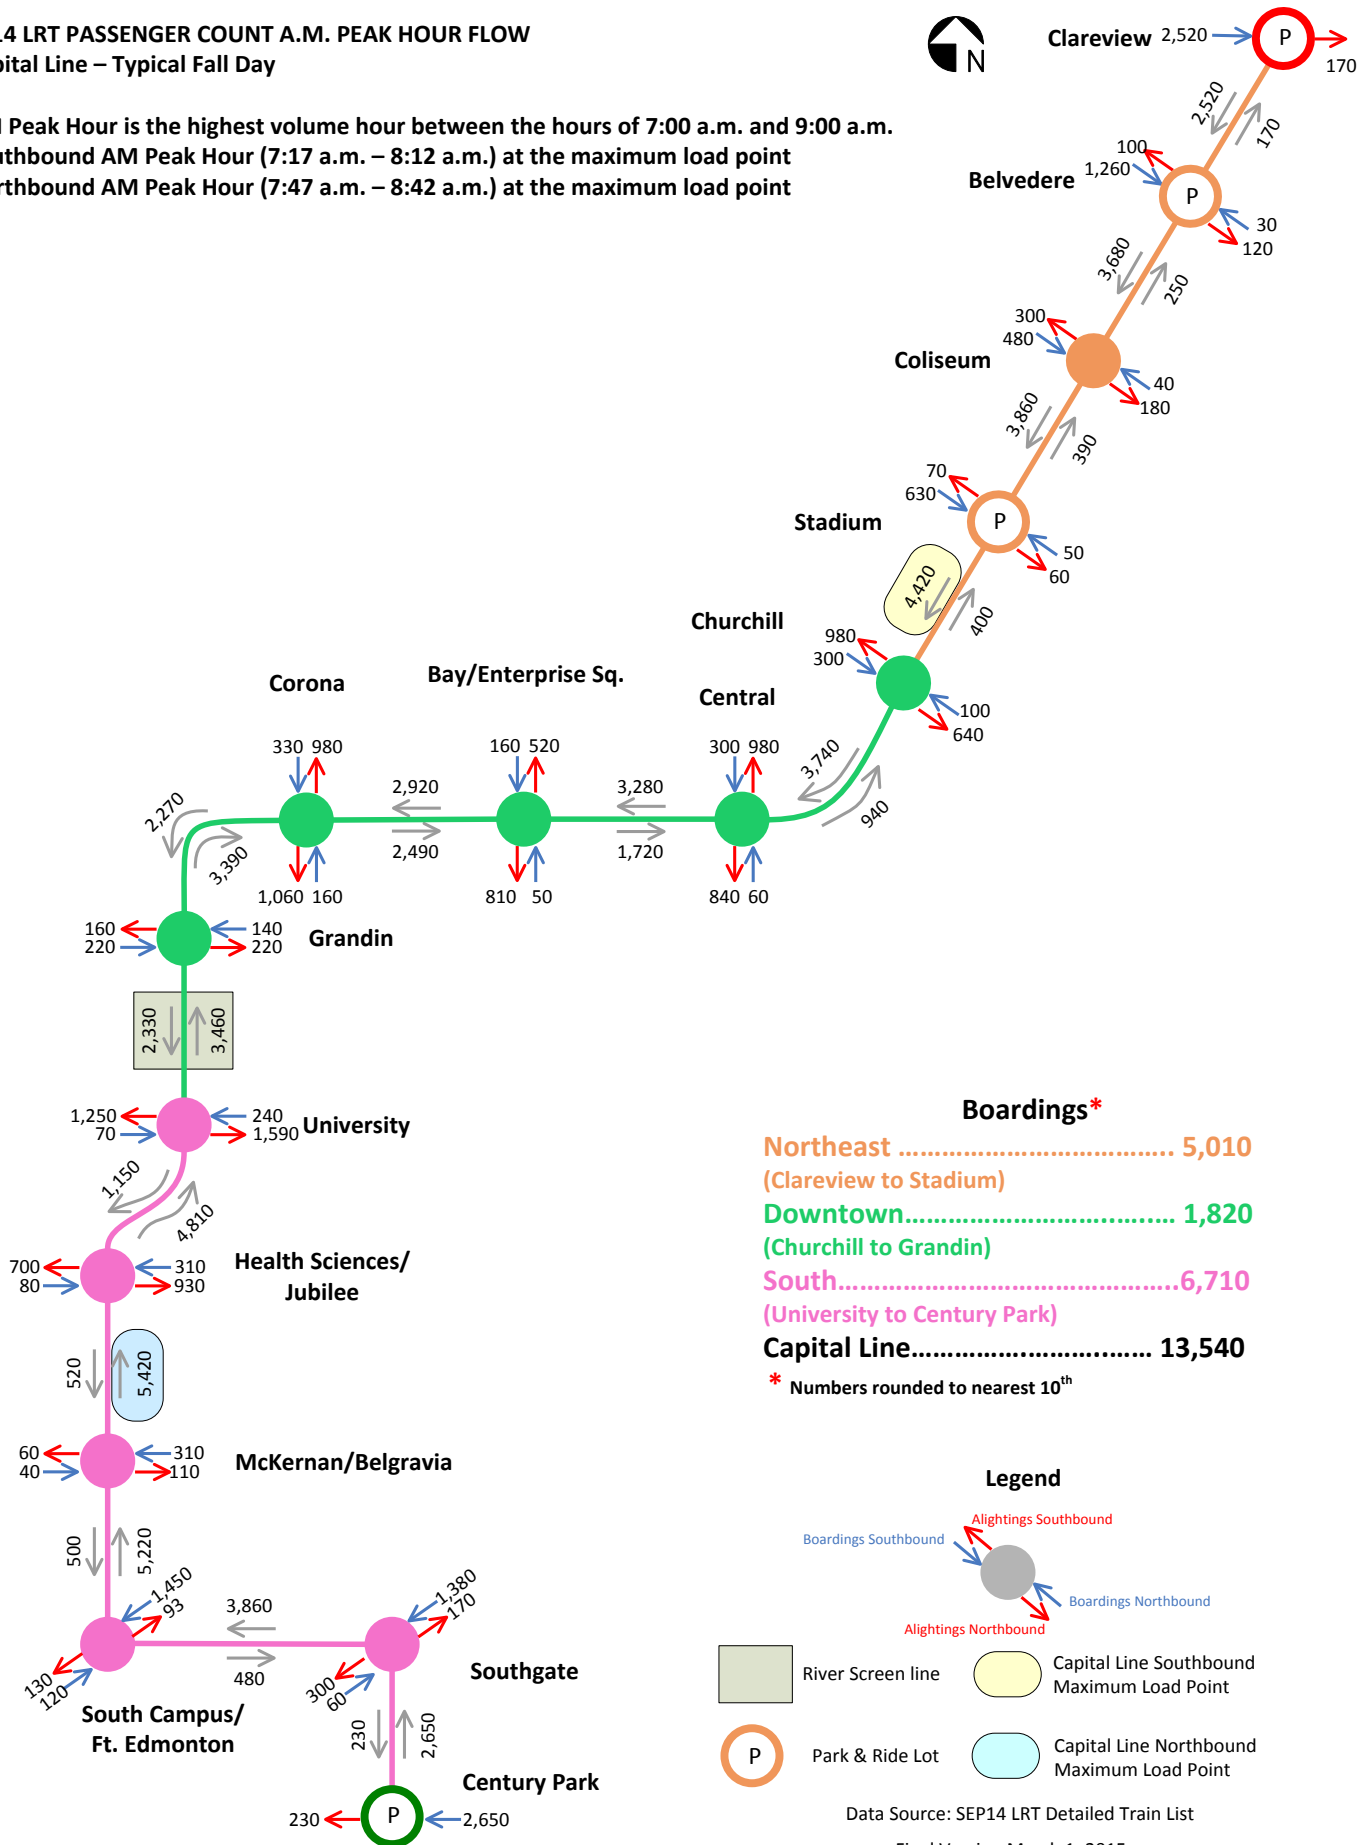 14 LRT PASSENGER COUNT A.M. PEAK HOUR FLOW
pital Line – Typical Fall Day
Peak Hour is the highest volume hour between the hours of 7:00 a.m. and 9:00 a.m.
uthbound AM Peak Hour (7:17 a.m. – 8:12 a.m.) at the maximum load point
rthbound AM Peak Hour (7:47 a.m. – 8:42 a.m.) at the maximum load point
N
Clareview 2,520 P
170
2,520
170
100
1,260
Belvedere
P
30
120
3,680
250
300
480
Coliseum
40
180
3,860
390
70
630
Stadium
P
50
60
4,420
400
Churchill
980
300
100
640
Corona
Bay/Enterprise Sq.
Central
330 980
160 520
300 980
3,740
940
2,270
3,390
2,920
2,490
3,280
1,720
1,060 160
810 50
840 60
160
220
140
220
Grandin
2,330
3,460
1,250
70
240
1,590
University
1,150
4,810
700
80
310
930
Health Sciences/
Jubilee
520
5,420
60
40
310
110
McKernan/Belgravia
500
5,220
1,450
93
130
120
3,860
480
South Campus/
Ft. Edmonton
1,380
170
300
60
Southgate
230
2,650
Century Park
230
P
2,650
Boardings*
Northeast ........................................ 5,010
(Clareview to Stadium)
Downtown.................................... 1,820
(Churchill to Grandin)
South.............................................6,710
(University to Century Park)
Capital Line................................ 13,540
* Numbers rounded to nearest 10th
Legend
Alightings Southbound
Boardings Southbound
Boardings Northbound
Alightings Northbound
River Screen line
Capital Line Southbound
Maximum Load Point
P
Park & Ride Lot
Capital Line Northbound
Maximum Load Point
Data Source: SEP14 LRT Detailed Train List